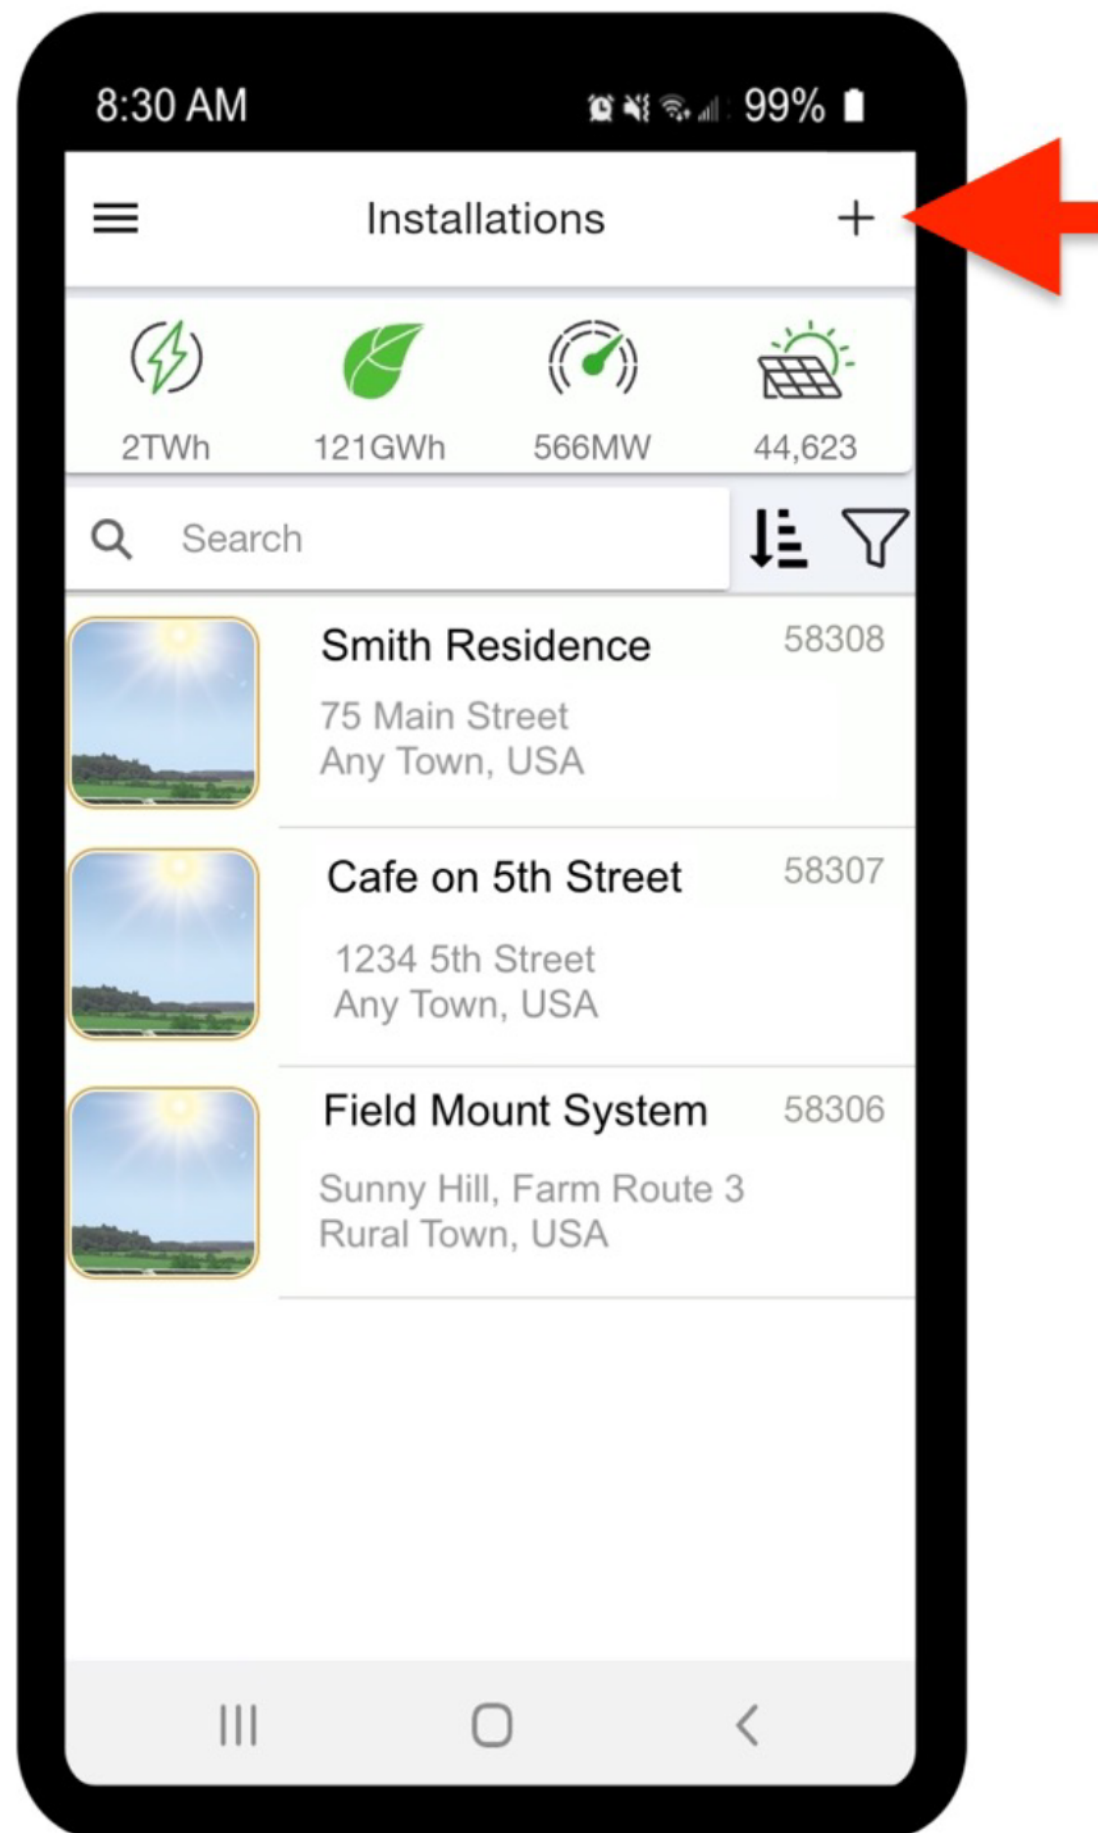 8:30 AM 99%
Installations
2TWh 121GWh 566MW 44,623
Search
Smith Residence 58308
75 Main Street
Any Town, USA
Cafe on 5th Street 58307
1234 5th Street
Any Town, USA
Field Mount System 58306
Sunny Hill, Farm Route 3
Rural Town, USA